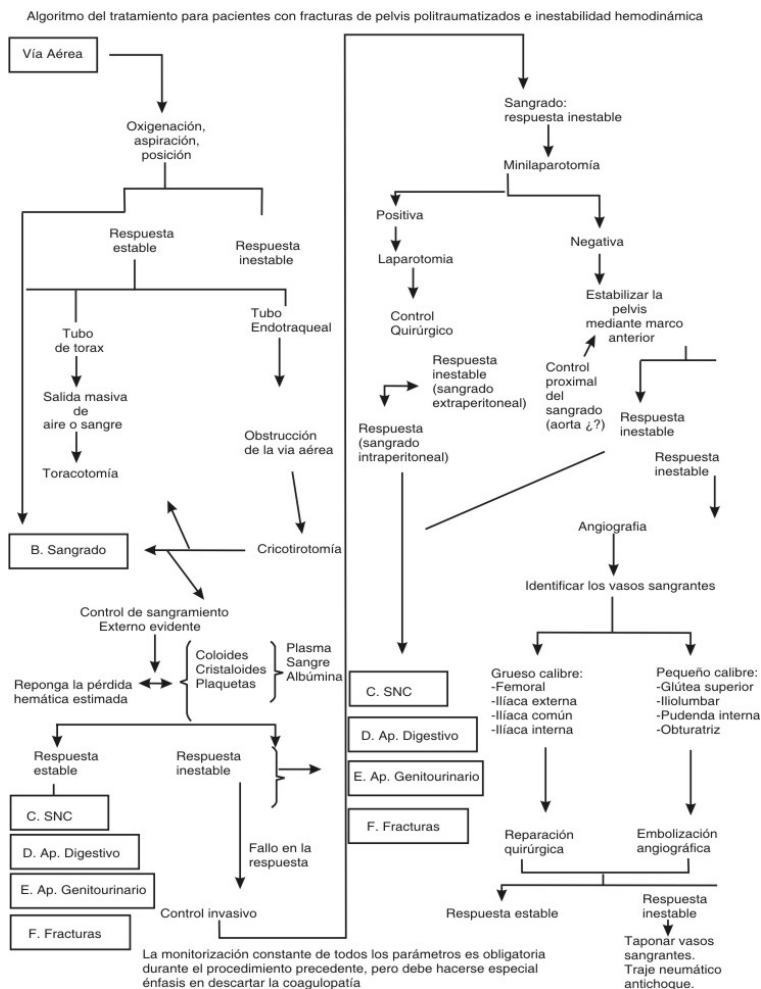 Algoritmo del tratamiento para pacientes con fracturas de pelvis politraumatizados e inestabilidad hemodinámica
Vía Aérea
Oxigenación,
aspiración,
posición
Respuesta
estable
Respuesta
inestable
Tubo
de torax
Tubo
Endotraqueal
Salida masiva
de
aire o sangre
Toracotomía
Obstrucción
de la via aérea
B. Sangrado
Cricotirotomía
Control de sangramiento
Externo evidente
Reponga la pérdida
hemática estimada
Coloides
Cristaloides
Plaquetas
Plasma
Sangre
Albúmina
Respuesta
estable
Respuesta
inestable
C. SNC
D. Ap. Digestivo
E. Ap. Genitourinario
F. Fracturas
Fallo en la
respuesta
Control invasivo
Sangrado:
respuesta inestable
Minilaparotomía
Positiva
Negativa
Laparotomia
Control
Quirúrgico
Estabilizar la
pelvis
mediante marco
anterior
Respuesta
inestable
(sangrado
extraperitoneal)
Control
proximal
del
sangrado
(aorta ¿?)
Respuesta
(sangrado
intraperitoneal)
Respuesta
inestable
Respuesta
inestable
Angiografia
Identificar los vasos sangrantes
C. SNC
D. Ap. Digestivo
E. Ap. Genitourinario
F. Fracturas
Grueso calibre:
-Femoral
-Ilíaca externa
-Ilíaca común
-Ilíaca interna
Pequeño calibre:
-Glútea superior
-Iliolumbar
-Pudenda interna
-Obturatriz
Reparación
quirúrgica
Embolización
angiográfica
Respuesta estable
Respuesta
inestable
Taponar vasos
sangrantes.
Traje neumático
antichoque.
La monitorización constante de todos los parámetros es obligatoria
durante el procedimiento precedente, pero debe hacerse especial
énfasis en descartar la coagulopatía